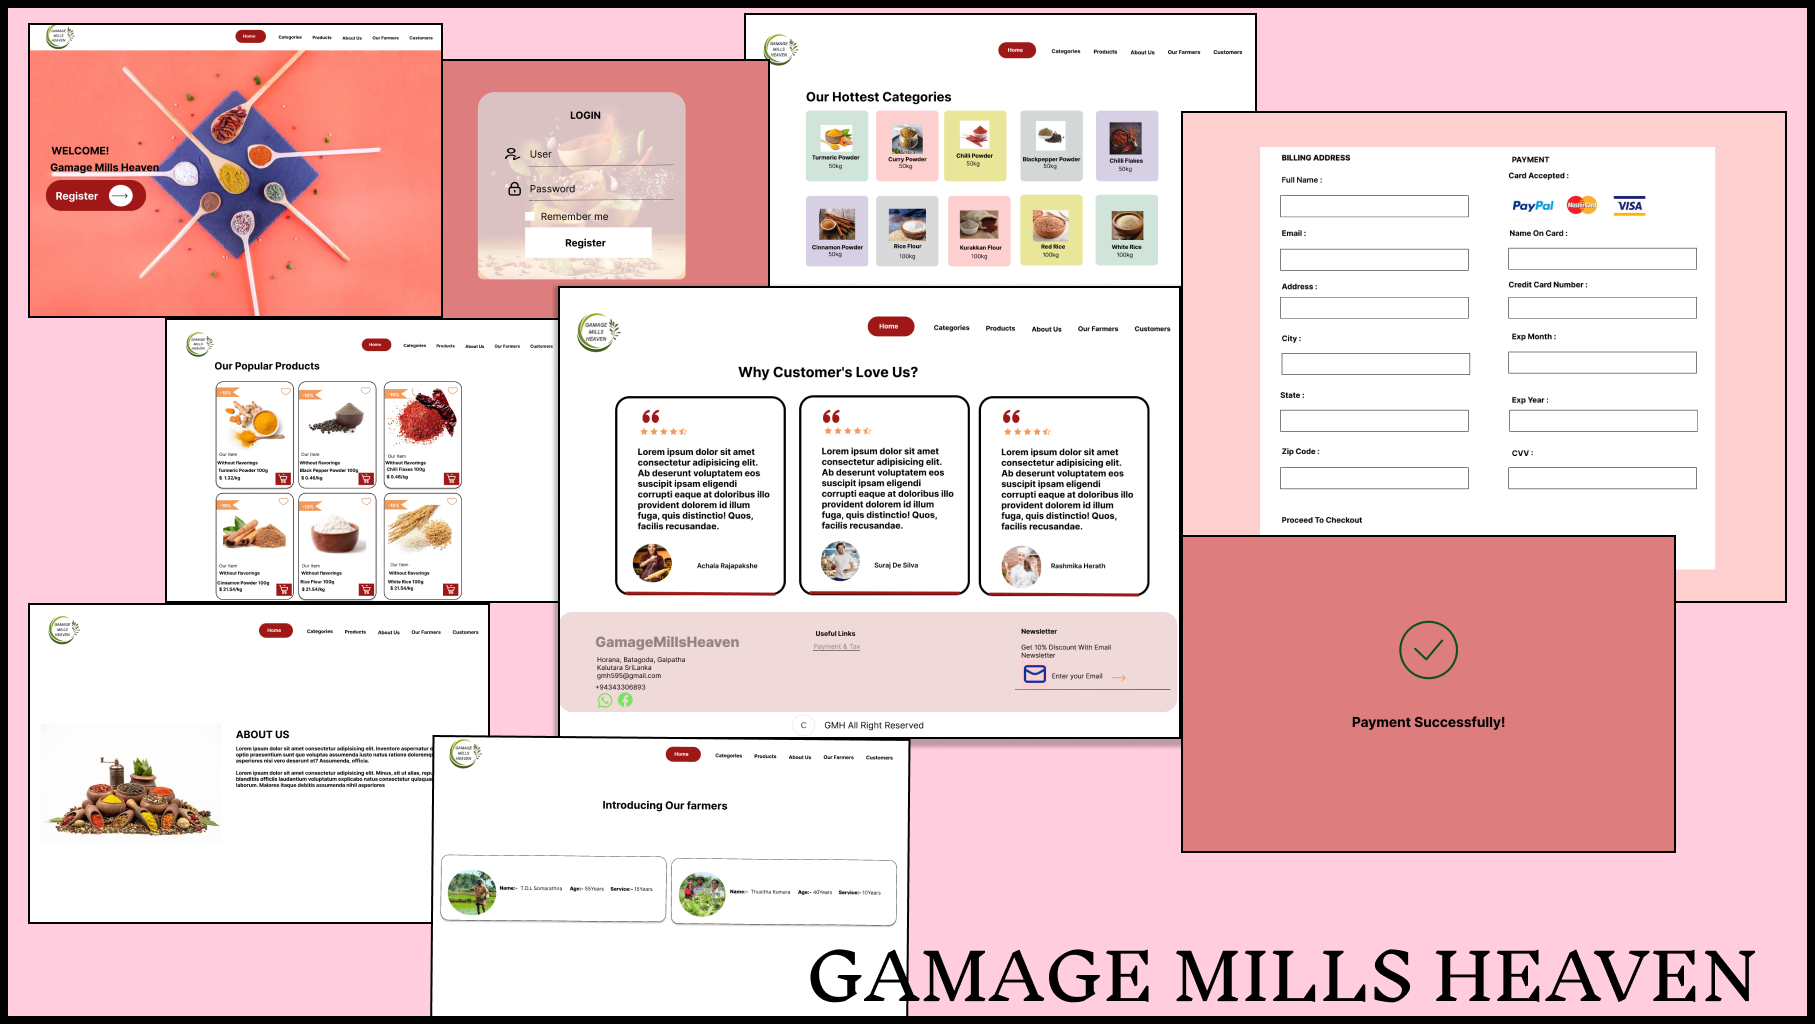 GAMAGE
MILLS
HEAVEN
Home
Categories
Products
About Us
Our Farmers
Customers
WELCOME!
Gamage Mills Heaven
Register
LOGIN
User
Password
Remember me
Register
GAMAGE
MILLS
HEAVEN
Home
Categories
Products
About Us
Our Farmers
Customers
Our Hottest Categories
Turmeric Powder
50kg
Curry Powder
50kg
Chilli Powder
50kg
Blackpepper Powder
50kg
Chilli Flakes
50kg
Cinnamon Powder
50kg
Rice Flour
100kg
Kurakkan Flour
100kg
Red Rice
100kg
White Rice
100kg
BILLING ADDRESS
Full Name :
Email :
Address :
City :
State :
Zip Code :
Proceed To Checkout
PAYMENT
Card Accepted :
PayPal
MasterCard
VISA
Name On Card :
Credit Card Number :
Exp Month :
Exp Year :
CVV :
GAMAGE
MILLS
HEAVEN
Home
Categories
Products
About Us
Our Farmers
Customers
Our Popular Products
-10%
Our Item
Without flavorings
Turmeric Powder 100g
$ 1.32/kg
-10%
Our Item
Without flavorings
Black Pepper Powder 100g
$ 0.46/kg
-10%
Our Item
Without flavorings
Chilli Flaxes 100g
$ 0.46/kg
-10%
Our Item
Without flavorings
Cinnamon Powder 100g
$ 21.54/kg
-10%
Our Item
Without flavorings
Rice Flour 100g
$ 21.54/kg
-10%
Our Item
Without flavorings
White Rice 100g
$ 21.54/kg
GAMAGE
MILLS
HEAVEN
Home
Categories
Products
About Us
Our Farmers
Customers
Why Customer's Love Us?
Lorem ipsum dolor sit amet
consectetur adipisicing elit.
Ab deserunt voluptatem eos
suscipit ipsam eligendi
corrupti eaque at doloribus illo
provident dolorem id illum
fuga, quis distinctio! Quos,
facilis recusandae.
Achala Rajapakshe
Lorem ipsum dolor sit amet
consectetur adipisicing elit.
Ab deserunt voluptatem eos
suscipit ipsam eligendi
corrupti eaque at doloribus illo
provident dolorem id illum
fuga, quis distinctio! Quos,
facilis recusandae.
Suraj De Silva
Lorem ipsum dolor sit amet
consectetur adipisicing elit.
Ab deserunt voluptatem eos
suscipit ipsam eligendi
corrupti eaque at doloribus illo
provident dolorem id illum
fuga, quis distinctio! Quos,
facilis recusandae.
Rashmika Herath
GamageMillsHeaven
Horana, Batagoda, Galpatha
Kalutara SriLanka
gmh595@gmail.com
+94343306893
Useful Links
Payment & Tax
Newsletter
Get 10% Discount With Email
Newsletter
Enter your Email
C GMH All Right Reserved
Payment Successfully!
GAMAGE
MILLS
HEAVEN
Home
Categories
Products
About Us
Our Farmers
Customers
ABOUT US
Lorem ipsum dolor sit amet consectetur adipisicing elit. Inventore aspernatur
optio praesentium sunt que voluptas assumenda iusto natus ratione
asperiores nisi vero deserunt et? Assumenda, officia.
Lorem ipsum dolor sit amet consectetur adipisicing elit. Minus, sit ut alias,
blanditiis officiis laudantium voluptatum explicabo natus consectetur
laborum. Maiores itaque debitis assumenda nihil asperiores
GAMAGE
MILLS
HEAVEN
Home
Categories
Products
About Us
Our Farmers
Customers
Introducing Our farmers
Name:- T.D.L Somarathna Age:- 55Years Service:- 15Years
Name:- Thusitha Kumara Age:- 40Years Service:- 10Years
GAMAGE MILLS HEAVEN